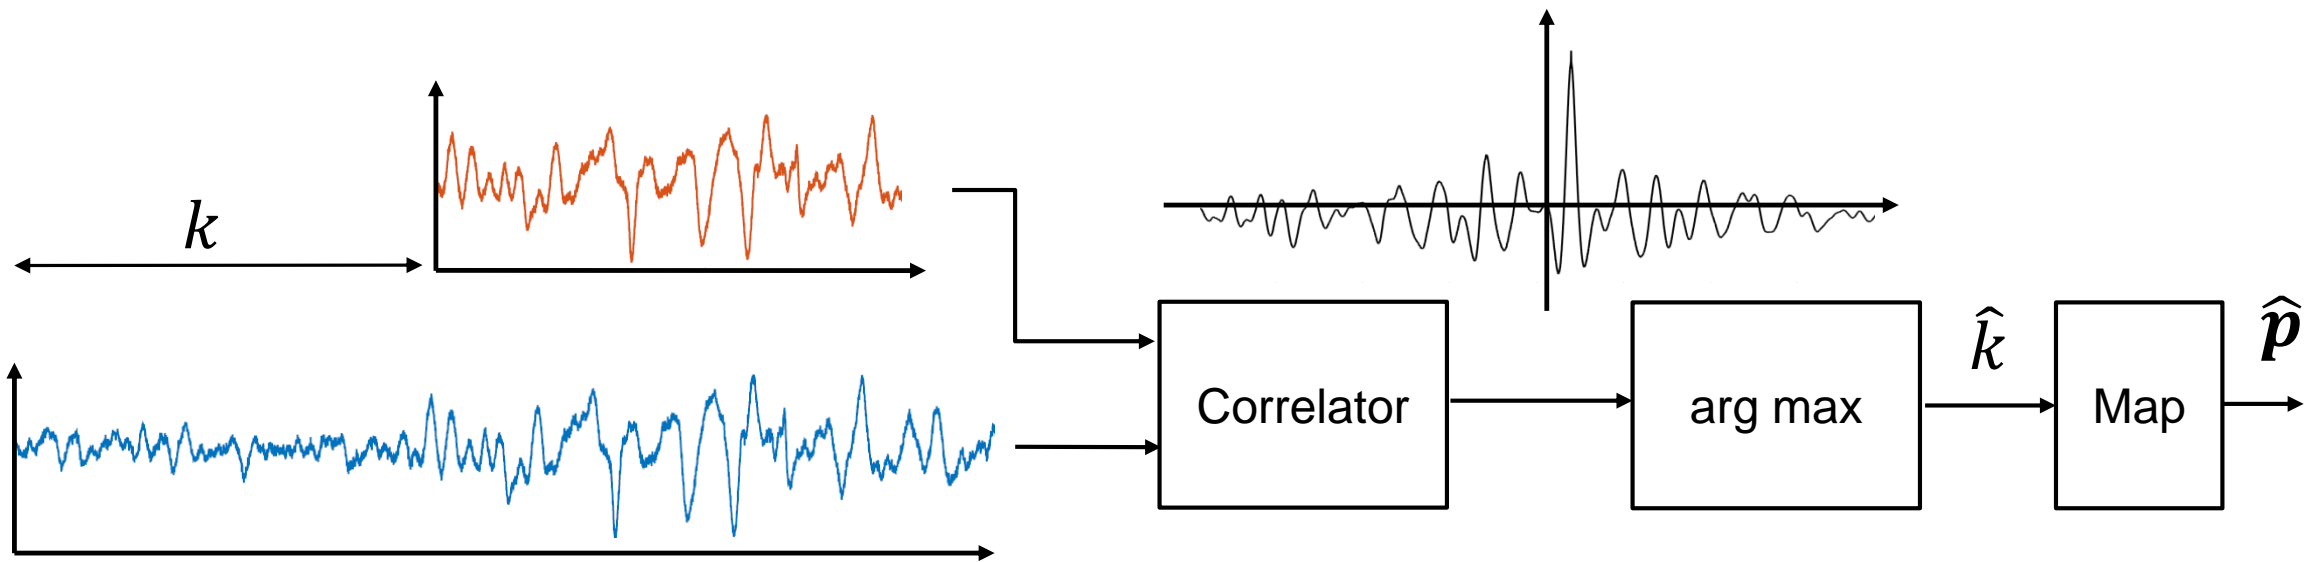 k
Correlator
arg max
k̂
Map
p̂